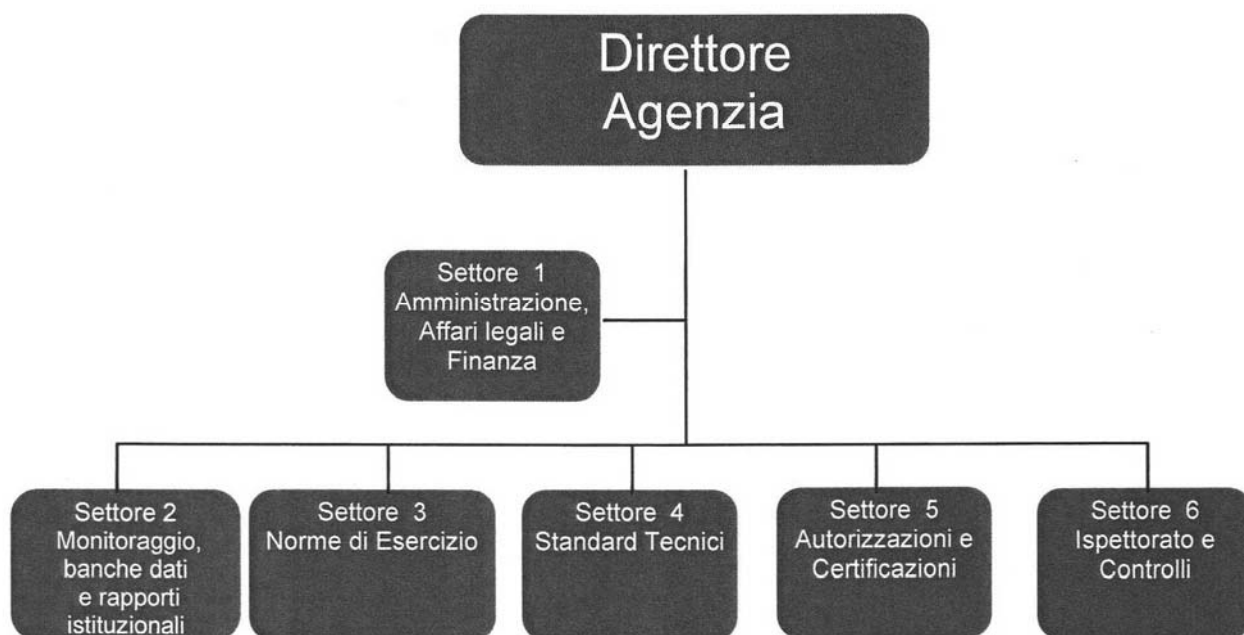 Direttore
Agenzia
Settore 1
Amministrazione,
Affari legali e
Finanza
Settore 2
Monitoraggio,
banche dati
e rapporti
istituzionali
Settore 3
Norme di Esercizio
Settore 4
Standard Tecnici
Settore 5
Autorizzazioni e
Certificazioni
Settore 6
Ispettorato e
Controlli